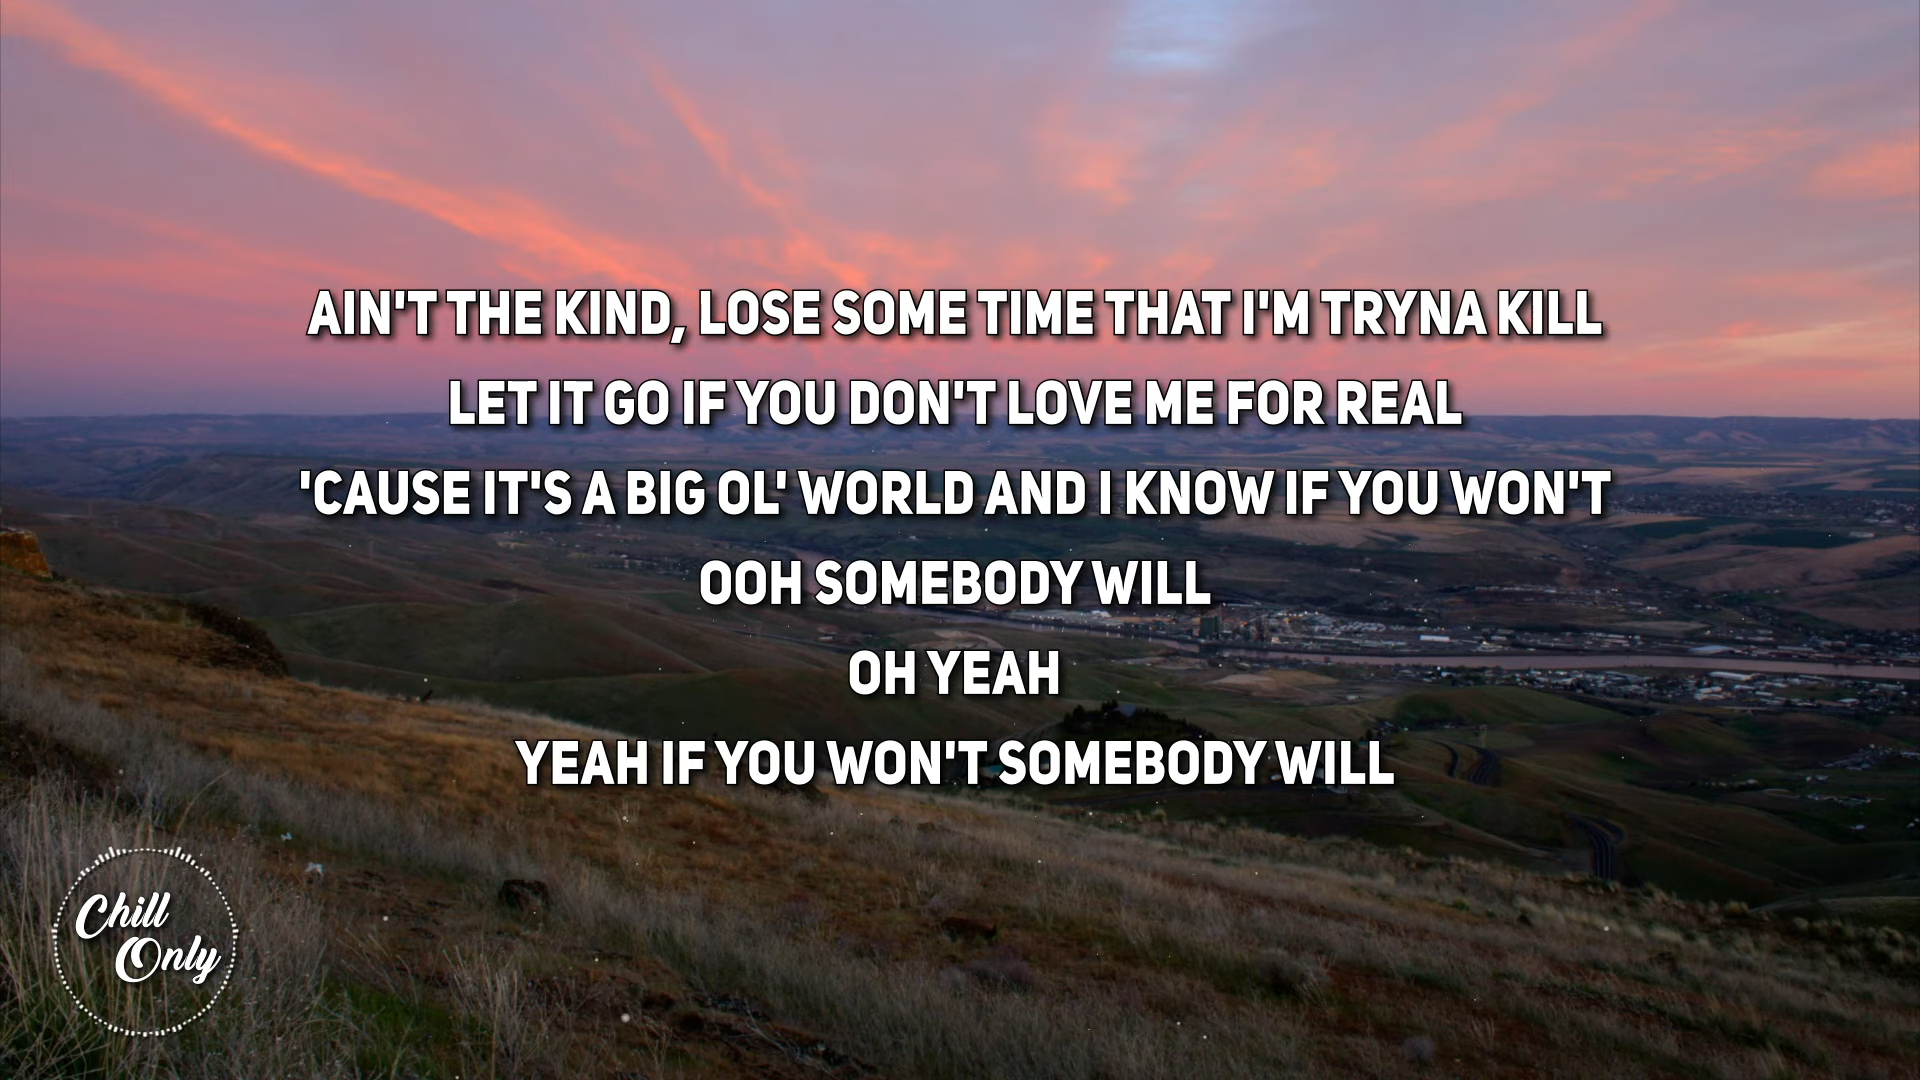 AIN'T THE KIND, LOSE SOME TIME THAT I'M TRYNA KILL
LET IT GO IF YOU DON'T LOVE ME FOR REAL
'CAUSE IT'S A BIG OL' WORLD AND I KNOW IF YOU WON'T
OOH SOMEBODY WILL
OH YEAH
YEAH IF YOU WON'T SOMEBODY WILL
Chill
Only